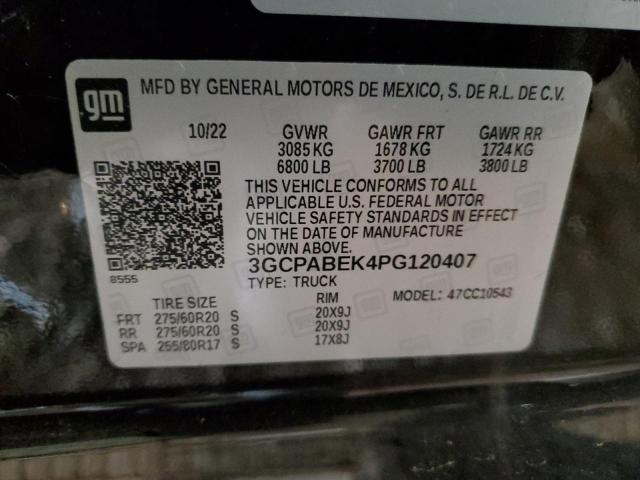 gm
MFD BY GENERAL MOTORS DE MEXICO, S. DE R.L. DE C.V.
10/22 GVWR GAWR FRT GAWR RR
3085 KG 1678 KG 1724 KG
6800 LB 3700 LB 3800 LB
THIS VEHICLE CONFORMS TO ALL
APPLICABLE U.S. FEDERAL MOTOR
VEHICLE SAFETY STANDARDS IN EFFECT
ON THE DATE OF MANUFACTURE
SHOWN ABOVE.
8555
3GCPABEK4PG120407
TYPE: TRUCK MODEL: 47CC10543
TIRE SIZE RIM
FRT 275/60R20 S 20X9J
RR 275/60R20 S 20X9J
SPA 255/80R17 S 17X8J